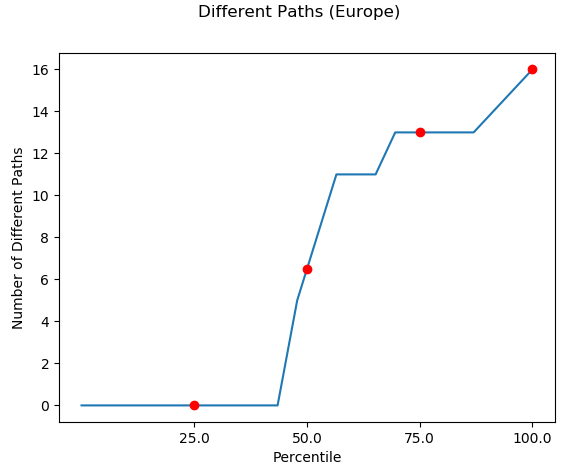 Different Paths (Europe)
Number of Different Paths
16
14
12
10
8
6
4
2
0
25.0 50.0 75.0 100.0
Percentile